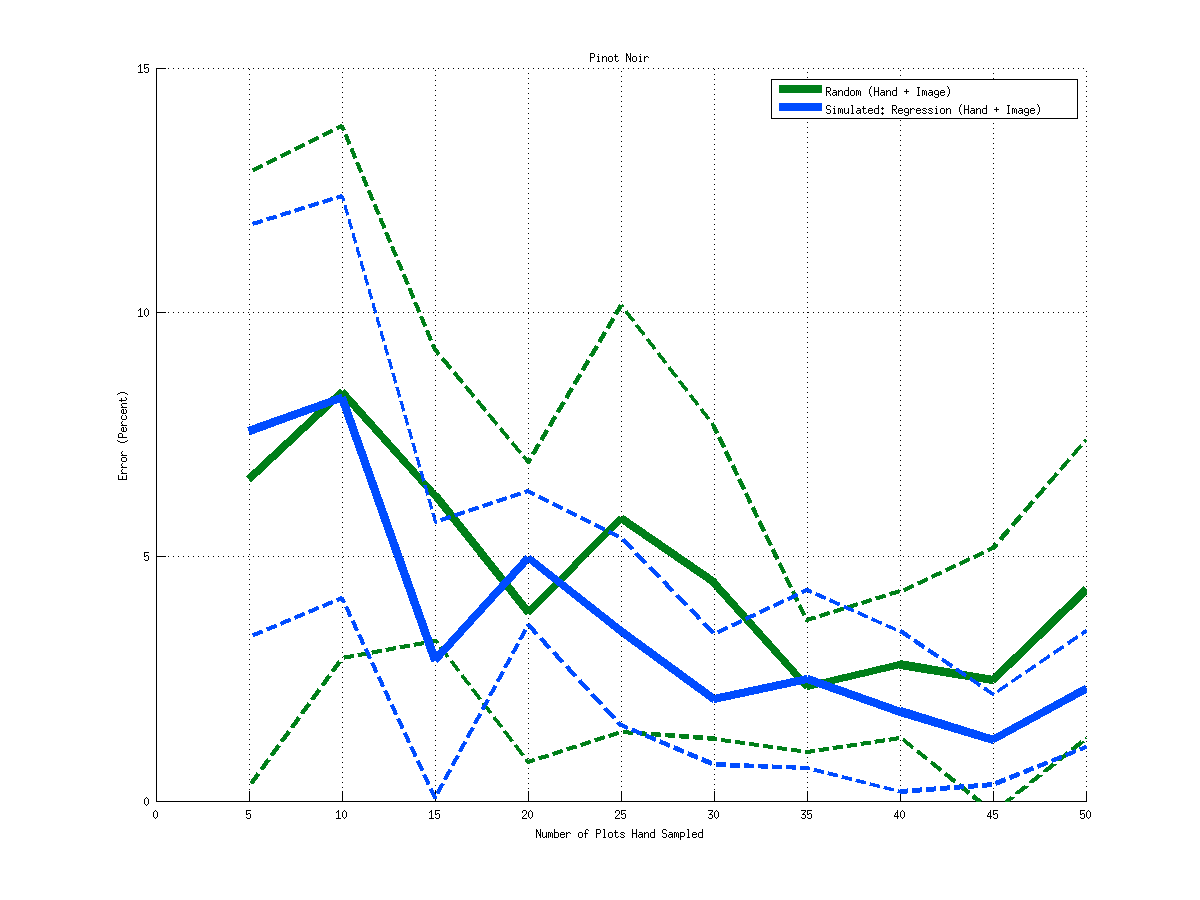 Pinot Noir
15
Random (Hand + Image)
Simulated: Regression (Hand + Image)
10
Error (Percent)
5
0
0 5 10 15 20 25 30 35 40 45 50
Number of Plots Hand Sampled